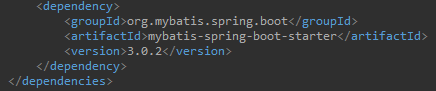 <dependency>
<groupId>org.mybatis.spring.boot</groupId>
<artifactId>mybatis-spring-boot-starter</artifactId>
<version>3.0.2</version>
</dependency>
</dependencies>